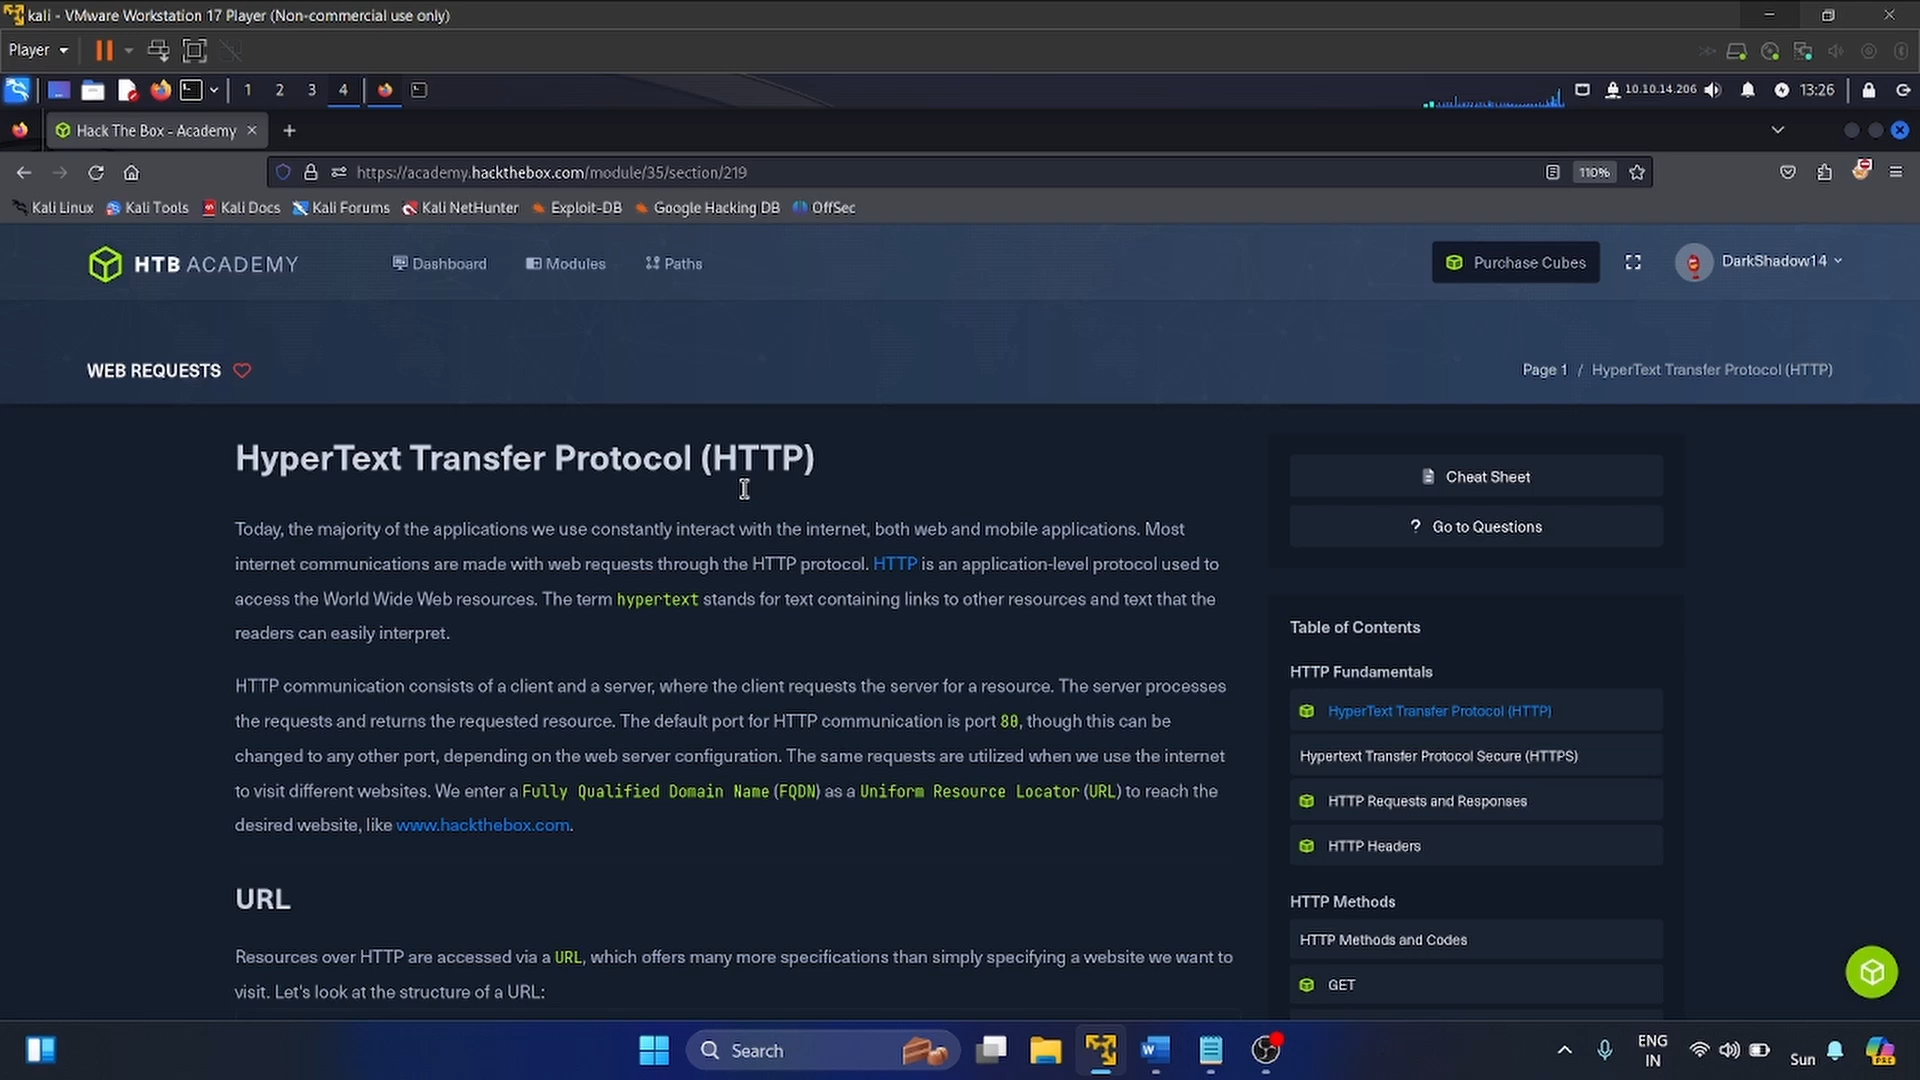 kali - VMware Workstation 17 Player (Non-commercial use only)
Player
1 2 3 4
10.10.14.206
13:26
Hack The Box - Academy
https://academy.hackthebox.com/module/35/section/219
110%
Kali Linux Kali Tools Kali Docs Kali Forums Kali NetHunter Exploit-DB Google Hacking DB OffSec
HTB ACADEMY
Dashboard Modules Paths
Purchase Cubes
DarkShadow14
WEB REQUESTS
Page 1 / HyperText Transfer Protocol (HTTP)
HyperText Transfer Protocol (HTTP)
Today, the majority of the applications we use constantly interact with the internet, both web and mobile applications. Most
internet communications are made with web requests through the HTTP protocol. HTTP is an application-level protocol used to
access the World Wide Web resources. The term hypertext stands for text containing links to other resources and text that the
readers can easily interpret.
HTTP communication consists of a client and a server, where the client requests the server for a resource. The server processes
the requests and returns the requested resource. The default port for HTTP communication is port 80, though this can be
changed to any other port, depending on the web server configuration. The same requests are utilized when we use the internet
to visit different websites. We enter a Fully Qualified Domain Name (FQDN) as a Uniform Resource Locator (URL) to reach the
desired website, like www.hackthebox.com.
URL
Resources over HTTP are accessed via a URL, which offers many more specifications than simply specifying a website we want to
visit. Let's look at the structure of a URL:
Cheat Sheet
? Go to Questions
Table of Contents
HTTP Fundamentals
HyperText Transfer Protocol (HTTP)
Hypertext Transfer Protocol Secure (HTTPS)
HTTP Requests and Responses
HTTP Headers
HTTP Methods
HTTP Methods and Codes
GET
Search
ENG
IN
Sun